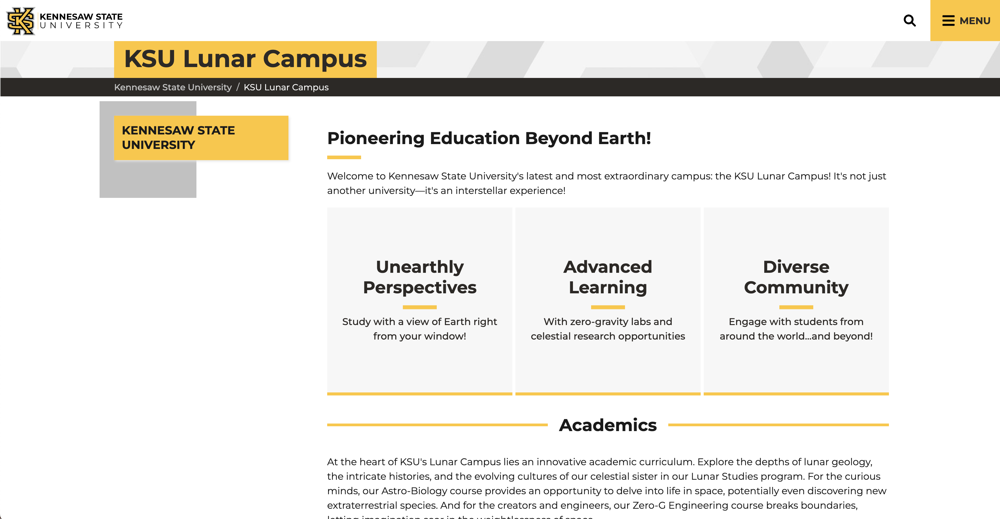 KENNESAW STATE
UNIVERSITY
MENU
KSU Lunar Campus
Kennesaw State University / KSU Lunar Campus
KENNESAW STATE
UNIVERSITY
Pioneering Education Beyond Earth!
Welcome to Kennesaw State University's latest and most extraordinary campus: the KSU Lunar Campus! It's not just
another university—it's an interstellar experience!
Unearthly
Perspectives
Study with a view of Earth right
from your window!
Advanced
Learning
With zero-gravity labs and
celestial research opportunities
Diverse
Community
Engage with students from
around the world...and beyond!
Academics
At the heart of KSU's Lunar Campus lies an innovative academic curriculum. Explore the depths of lunar geology,
the intricate histories, and the evolving cultures of our celestial sister in our Lunar Studies program. For the curious
minds, our Astro-Biology course provides an opportunity to delve into life in space, potentially even discovering new
extraterrestrial species. And for the creators and engineers, our Zero-G Engineering course breaks boundaries,